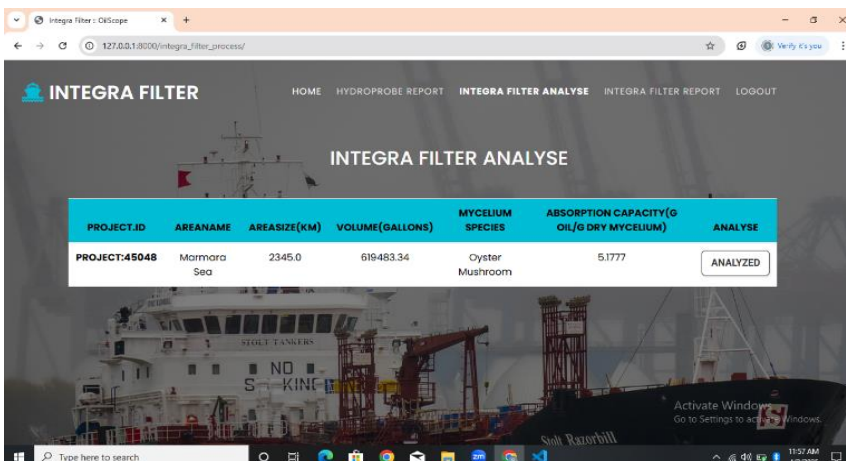 Integra Filter :: OilScope
127.0.0.1:8000/integra_filter_process/
Verify it's you
INTEGRA FILTER
HOME HYDROPROBE REPORT INTEGRA FILTER ANALYSE INTEGRA FILTER REPORT LOGOUT
INTEGRA FILTER ANALYSE
PROJECT.ID AREANAME AREASIZE(KM) VOLUME(GALLONS) MYCELIUM SPECIES ABSORPTION CAPACITY(G OIL/G DRY MYCELIUM) ANALYSE
PROJECT:45048 Marmara Sea 2345.0 619483.34 Oyster Mushroom 5.1777 ANALYZED
STOLT TANKERS
NO
S KING
Stolt Razorbill
Activate Windows
Go to Settings to activate Windows.
Type here to search
zm
11:57 AM